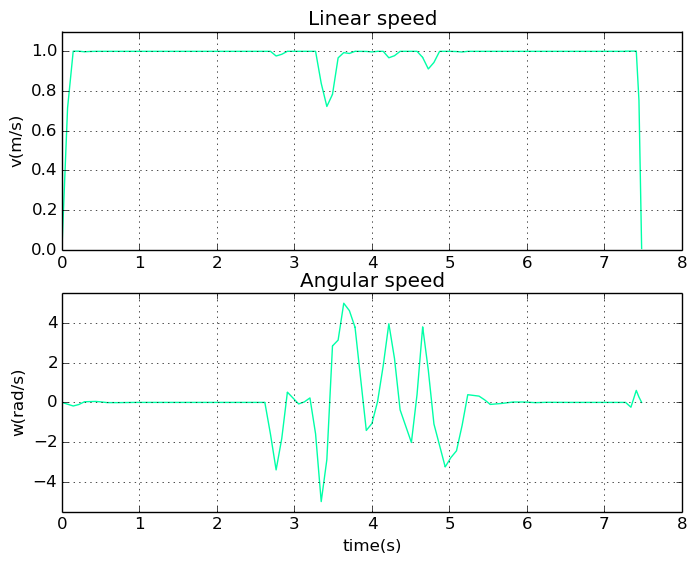 Linear speed
1.0
0.8
0.6
0.4
0.2
0.0
v(m/s)
0 1 2 3 4 5 6 7 8
Angular speed
4
2
0
−2
−4
w(rad/s)
0 1 2 3 4 5 6 7 8
time(s)